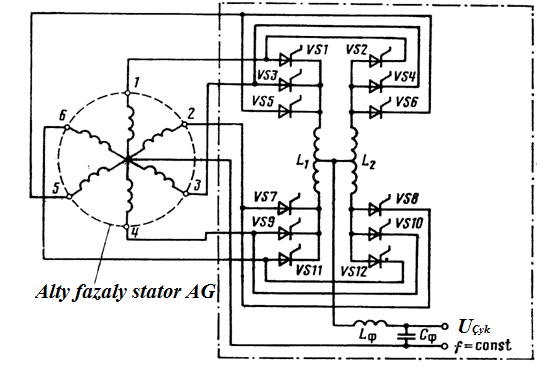 VS1
VS2
VS3
VS4
VS5
VS6
1
2
3
4
5
6
L1
L2
VS7
VS8
VS9
VS10
VS11
VS12
Alty fazaly stator AG
Lφ
Cφ
UÇyk
f=const